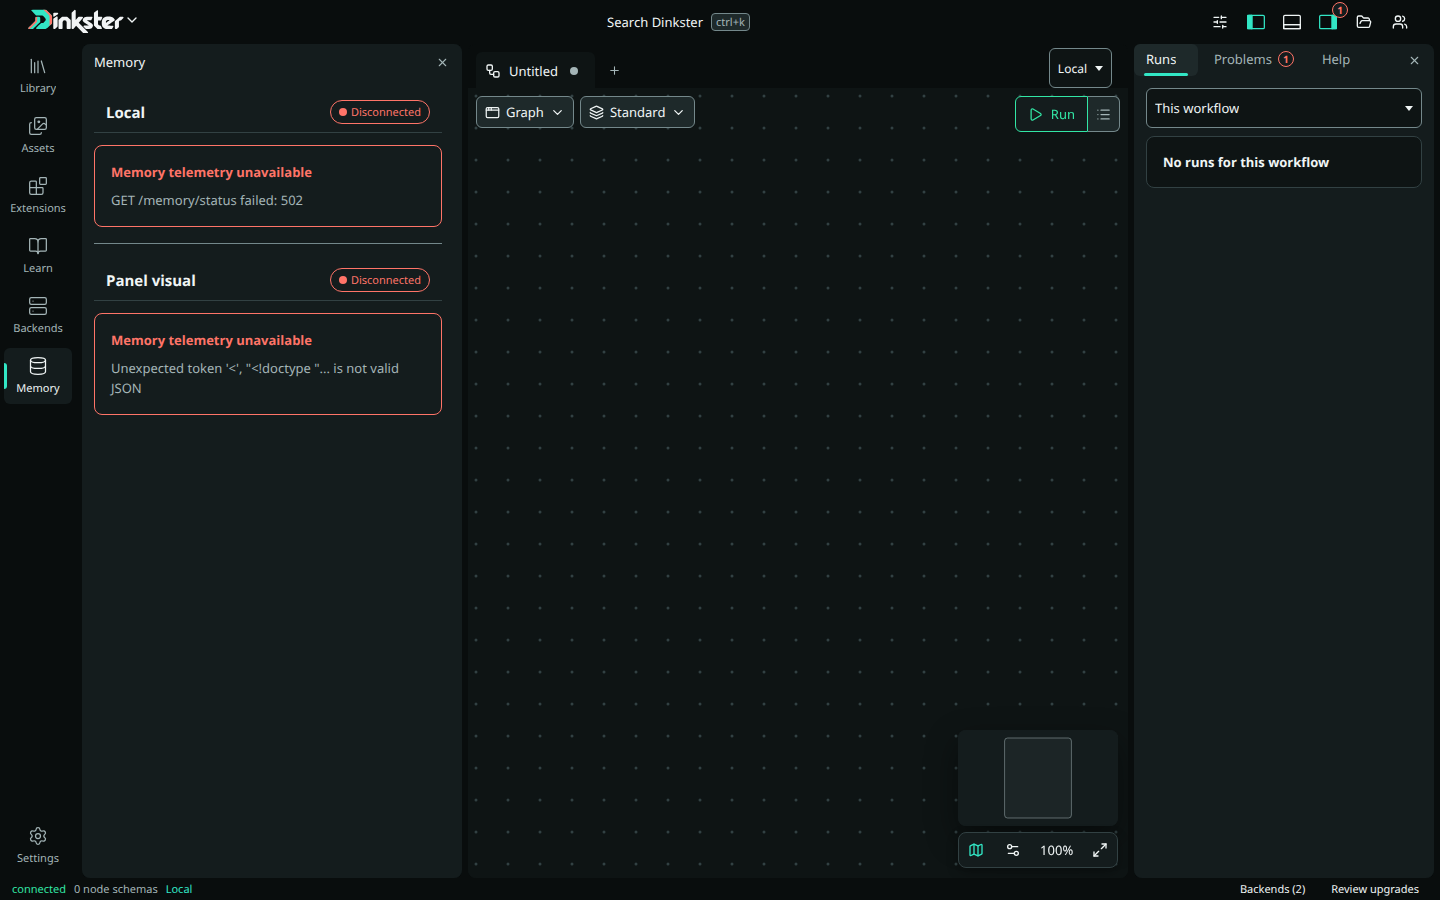 Dinkster
Search Dinkster ctrl+k
1
Library
Assets
Extensions
Learn
Backends
Memory
Settings
Memory
Local
Disconnected
Memory telemetry unavailable
GET /memory/status failed: 502
Panel visual
Disconnected
Memory telemetry unavailable
Unexpected token '<', "<!doctype "... is not valid
JSON
Untitled
Local
Graph
Standard
Run
100%
Runs
Problems 1
Help
This workflow
No runs for this workflow
connected 0 node schemas Local
Backends (2)
Review upgrades